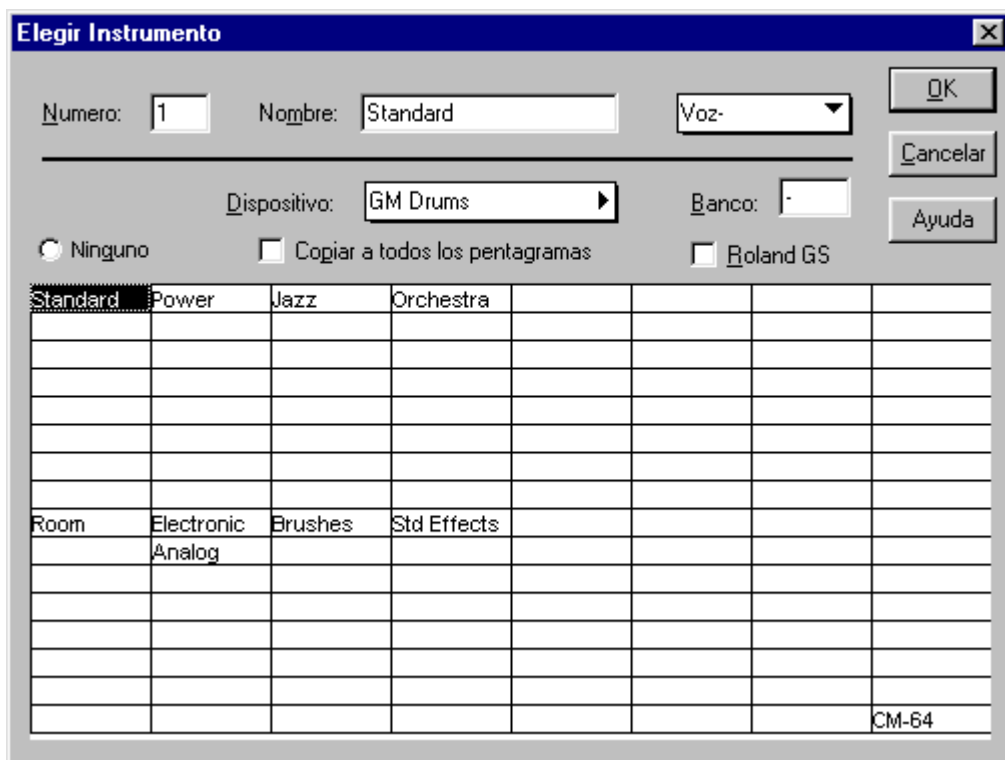 Elegir Instrumento
Numero: 1 Nombre: Standard Voz- OK
Cancelar
Dispositivo: GM Drums Banco: - Ayuda
Ninguno Copiar a todos los pentagramas Roland GS
Standard Power Jazz Orchestra
Room Electronic Brushes Std Effects
Analog
CM-64